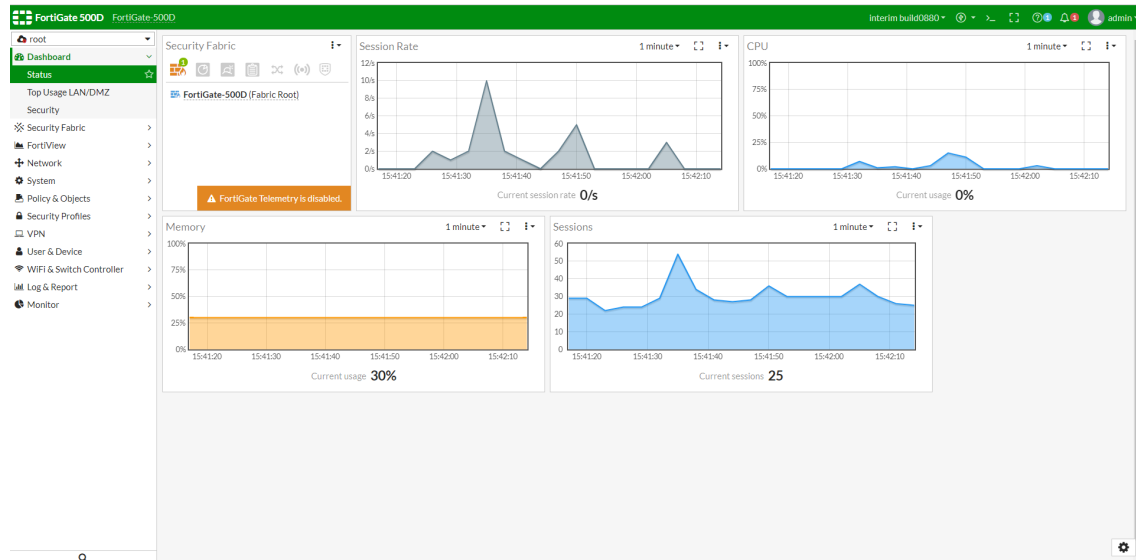 FortiGate 500D FortiGate-500D interim build0880 >_ 1 1 admin
root
Dashboard
Status
Top Usage LAN/DMZ
Security
Security Fabric
FortiView
Network
System
Policy & Objects
Security Profiles
VPN
User & Device
WiFi & Switch Controller
Log & Report
Monitor
Security Fabric
1
FortiGate-500D (Fabric Root)
FortiGate Telemetry is disabled.
Session Rate 1 minute
12/s
10/s
8/s
6/s
4/s
2/s
0/s
15:41:20 15:41:30 15:41:40 15:41:50 15:42:00 15:42:10
Current session rate 0/s
CPU 1 minute
100%
75%
50%
25%
0%
15:41:20 15:41:30 15:41:40 15:41:50 15:42:00 15:42:10
Current usage 0%
Memory 1 minute
100%
75%
50%
25%
0%
15:41:20 15:41:30 15:41:40 15:41:50 15:42:00 15:42:10
Current usage 30%
Sessions 1 minute
60
50
40
30
20
10
0
15:41:20 15:41:30 15:41:40 15:41:50 15:42:00 15:42:10
Current sessions 25